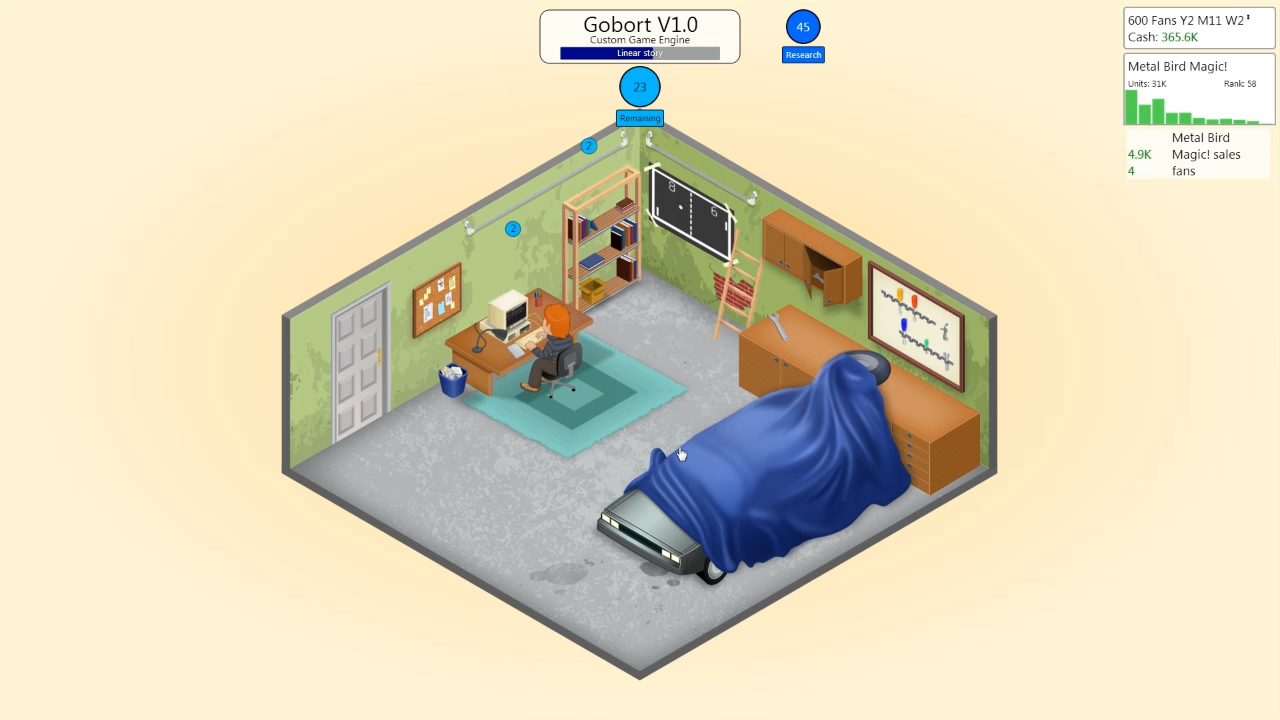 Gobort V1.0
Custom Game Engine
Linear story
45
Research
23
Remaining
2
2
600 Fans Y2 M11 W2
Cash: 365.6K
Metal Bird Magic!
Units: 31K Rank: 58
Metal Bird
4.9K Magic! sales
4 fans